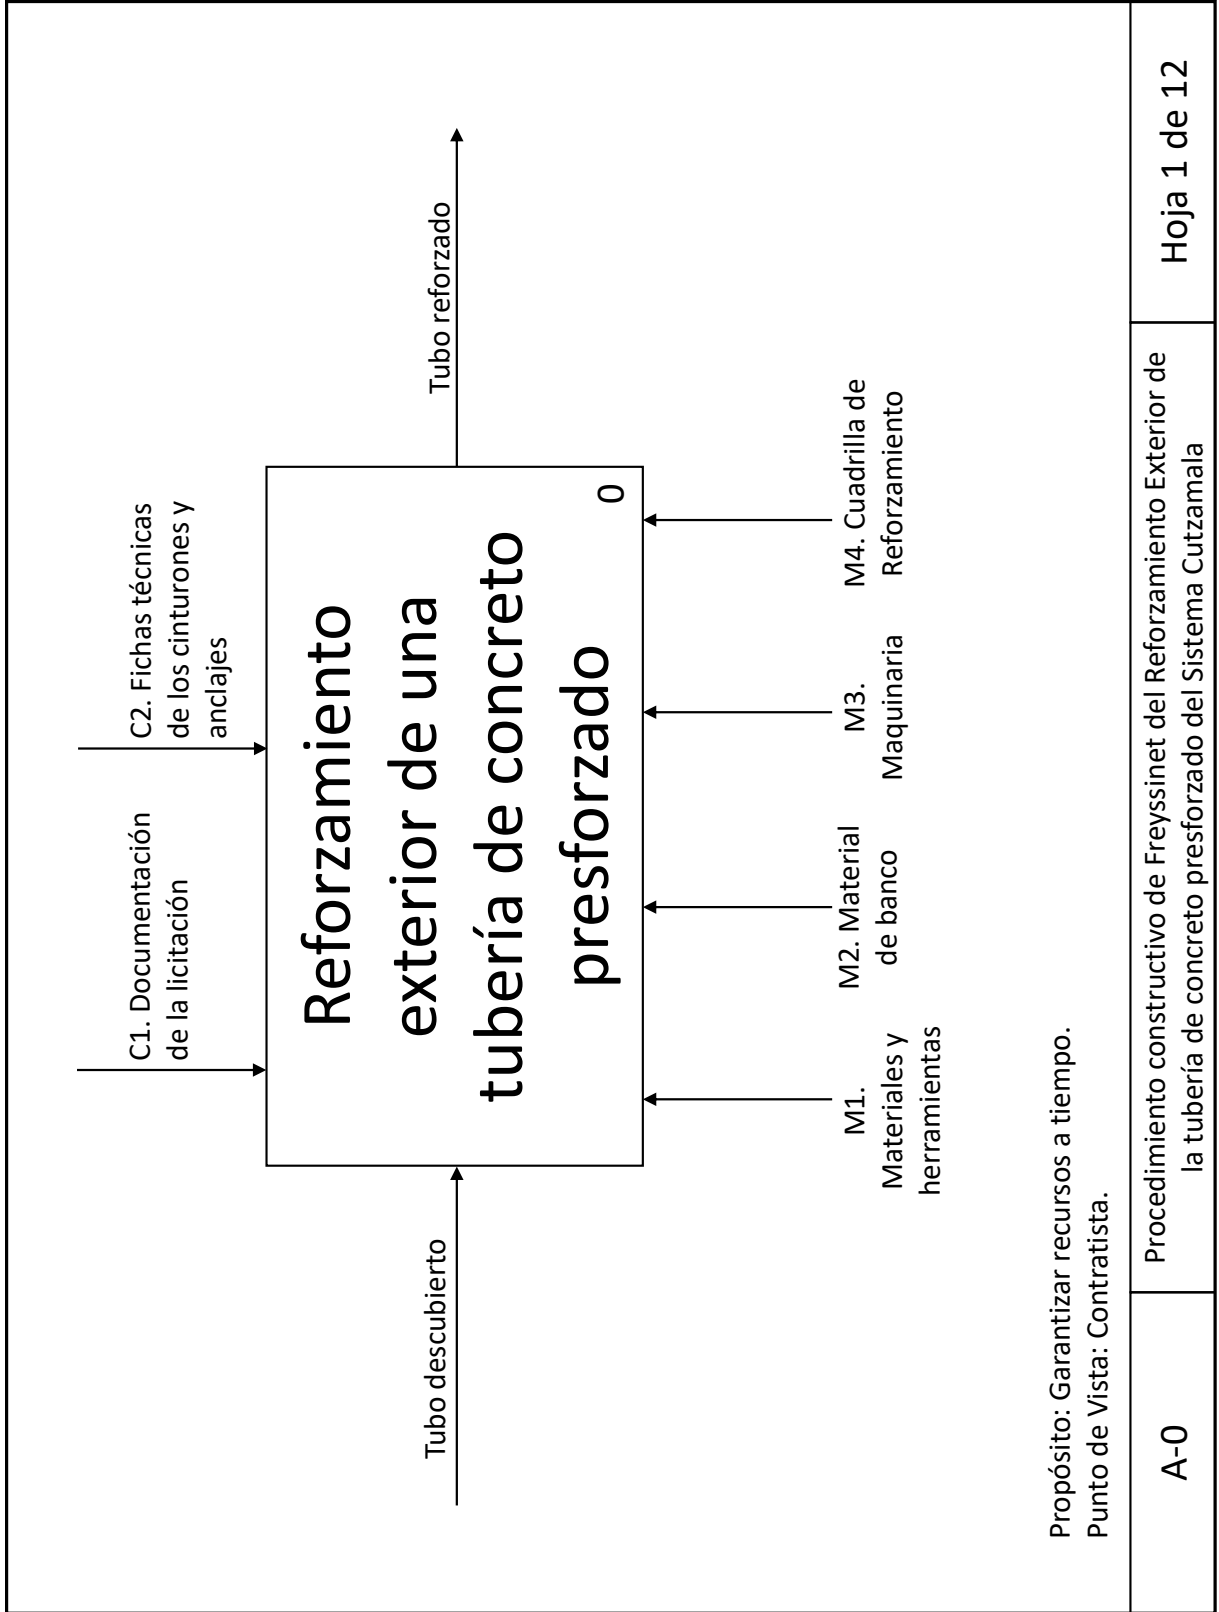 C1. Documentación
de la licitación
C2. Fichas técnicas
de los cinturones y
anclajes
Tubo descubierto
Reforzamiento
exterior de una
tubería de concreto
presforzado
0
Tubo reforzado
M1.
Materiales y
herramientas
M2. Material
de banco
M3.
Maquinaria
M4. Cuadrilla de
Reforzamiento
Propósito: Garantizar recursos a tiempo.
Punto de Vista: Contratista.
A-0
Procedimiento constructivo de Freyssinet del Reforzamiento Exterior de
la tubería de concreto presforzado del Sistema Cutzamala
Hoja 1 de 12